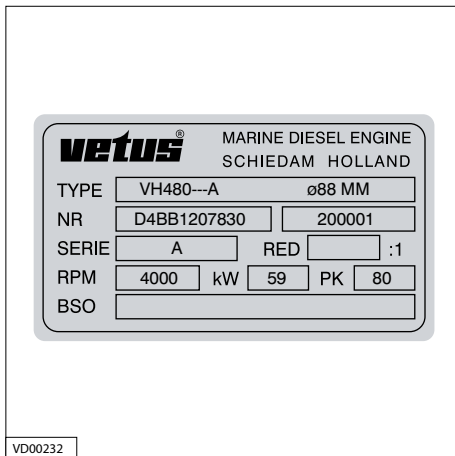 vetus® MARINE DIESEL ENGINE
SCHIEDAM HOLLAND
TYPE VH480---A ø88 MM
NR D4BB1207830 200001
SERIE A RED :1
RPM 4000 kW 59 PK 80
BSO
VD00232